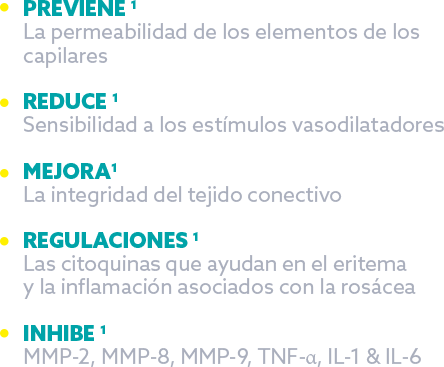 PREVIENE ¹
La permeabilidad de los elementos de los
capilares
REDUCE ¹
Sensibilidad a los estímulos vasodilatadores
MEJORA¹
La integridad del tejido conectivo
REGULACIONES ¹
Las citoquinas que ayudan en el eritema
y la inflamación asociados con la rosácea
INHIBE ¹
MMP-2, MMP-8, MMP-9, TNF-α, IL-1 & IL-6